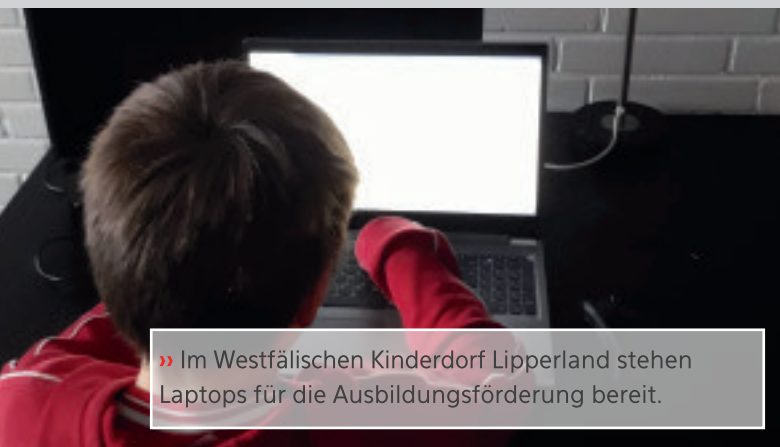 ›› Im Westfälischen Kinderdorf Lipperland stehen
Laptops für die Ausbildungsförderung bereit.